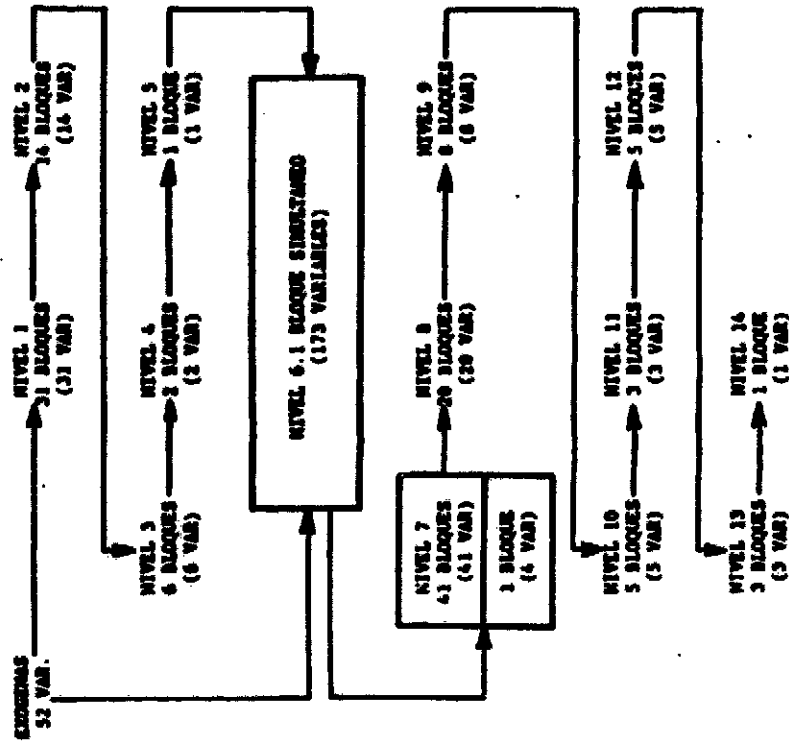 EXOGENAS
52 VAR.
NIVEL 1
31 BLOQUES
(31 VAR)
NIVEL 2
14 BLOQUES
(14 VAR)
NIVEL 3
6 BLOQUES
(6 VAR)
NIVEL 4
2 BLOQUES
(2 VAR)
NIVEL 5
1 BLOQUE
(1 VAR)
NIVEL 6.1 BLOQUE SIMULTANEO
(173 VARIABLES)
NIVEL 7
41 BLOQUES
(41 VAR)
1 BLOQUE
(4 VAR)
NIVEL 8
20 BLOQUES
(20 VAR)
NIVEL 9
8 BLOQUES
(8 VAR)
NIVEL 10
5 BLOQUES
(5 VAR)
NIVEL 11
3 BLOQUES
(3 VAR)
NIVEL 12
5 BLOQUES
(5 VAR)
NIVEL 13
3 BLOQUES
(3 VAR)
NIVEL 14
1 BLOQUE
(1 VAR)